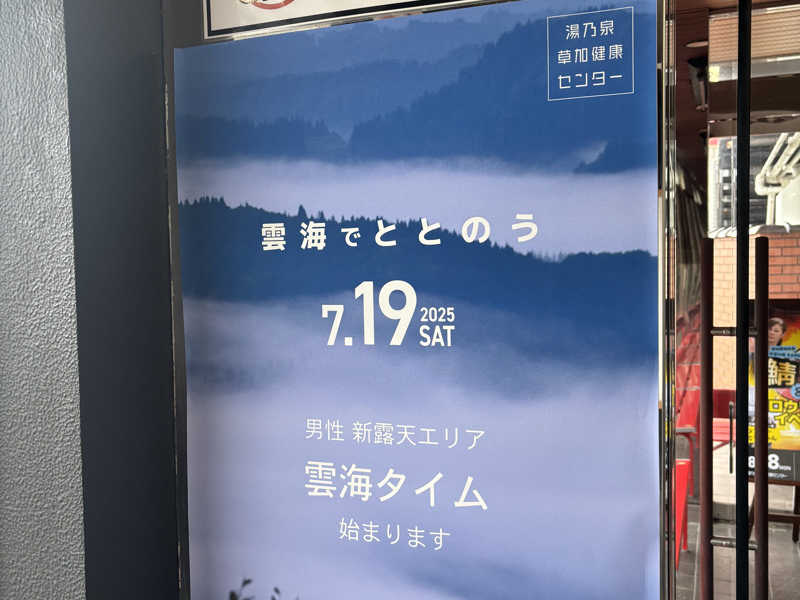 湯乃泉
草加健康
センター
雲海でととのう
7.19 2025 SAT
男性 新露天エリア
雲海タイム
始まります
鯖